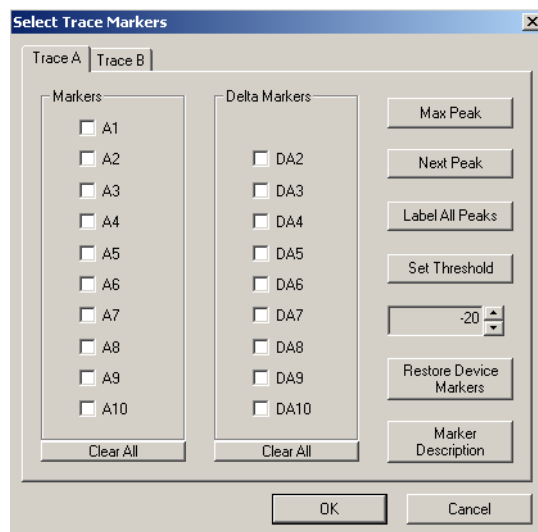 Select Trace Markers
Trace A
Trace B
Markers
A1
A2
A3
A4
A5
A6
A7
A8
A9
A10
Clear All
Delta Markers
DA2
DA3
DA4
DA5
DA6
DA7
DA8
DA9
DA10
Clear All
Max Peak
Next Peak
Label All Peaks
Set Threshold
-20
Restore Device
Markers
Marker
Description
OK
Cancel